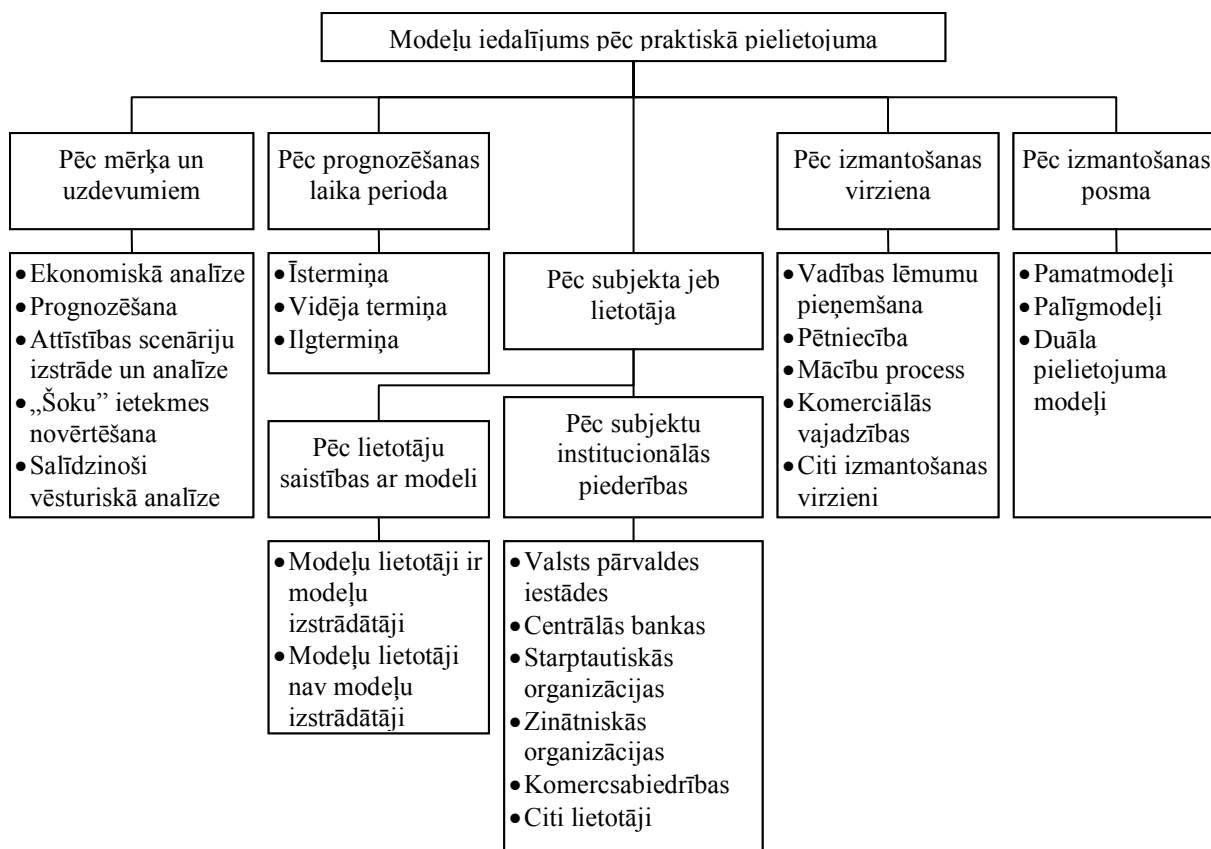 Modeļu iedalījums pēc praktiskā pielietojuma
Pēc mērķa un
uzdevumiem
• Ekonomiskā analīze
• Prognozēšana
• Attīstības scenāriju
izstrāde un analīze
• „Šoku” ietekmes
novērtēšana
• Salīdzinoši
vēsturiskā analīze
Pēc prognozēšanas
laika perioda
• Īstermiņa
• Vidēja termiņa
• Ilgtermiņa
Pēc subjekta jeb
lietotāja
Pēc lietotāju
saistības ar modeli
• Modeļu lietotāji ir
modeļu
izstrādātāji
• Modeļu lietotāji
nav modeļu
izstrādātāji
Pēc subjektu
institucionālās
piederības
• Valsts pārvaldes
iestādes
• Centrālās bankas
• Starptautiskās
organizācijas
• Zinātniskās
organizācijas
• Komercsabiedrības
• Citi lietotāji
Pēc izmantošanas
virziena
• Vadības lēmumu
pieņemšana
• Pētniecība
• Mācību process
• Komerciālās
vajadzības
• Citi izmantošanas
virzieni
Pēc izmantošanas
posma
• Pamatmodeļi
• Palīgmodeļi
• Duāla
pielietojuma
modeļi